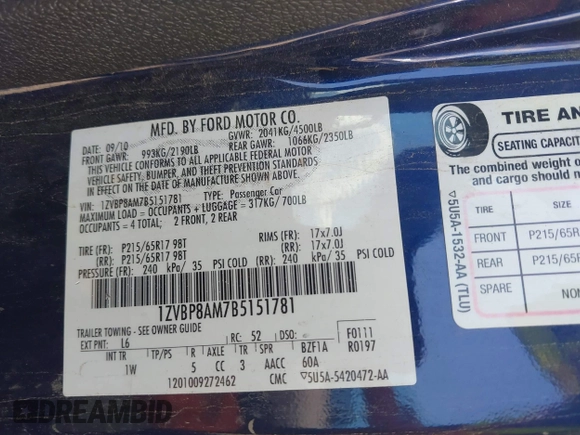 MFD. BY FORD MOTOR CO.
09/10 GVWR: 2041KG/4500LB
FRONT GAWR: 993KG/2190LB REAR GAWR: 1066KG/2350LB
THIS VEHICLE CONFORMS TO ALL APPLICABLE FEDERAL MOTOR
VEHICLE SAFETY, BUMPER, AND THEFT PREVENTION STANDARDS
IN EFFECT ON THE DATE OF MANUFACTURE SHOWN ABOVE.
VIN: 1ZVBP8AM7B5151781 TYPE: Passenger Car
MAXIMUM LOAD = OCCUPANTS + LUGGAGE = 317KG/ 700LB
OCCUPANTS = 4 TOTAL; 2 FRONT, 2 REAR
TIRE (FR): P215/65R17 98T RIMS (FR): 17x7.0J
(RR): P215/65R17 98T (RR): 17x7.0J
PRESSURE (FR): 240 kPa/ 35 PSI COLD (RR): 240 kPa/ 35 PSI COLD
1ZVBP8AM7B5151781
TRAILER TOWING - SEE OWNER GUIDE
EXT PNT: L6 RC: 52 DSO: F0111
INT TR TP/PS R AXLE TR SPR BZF1A R0197
1W 5 CC 3 AACC 60A
1201009272462 CMC ▽5U5A-5420472-AA
TIRE AN
SEATING CAPACITY
The combined weight o
and cargo should n
TIRE SIZE
FRONT P215/65R
REAR P215/65R
SPARE NON
▽5U5A-1532-AA (TLU)
DREAMBID